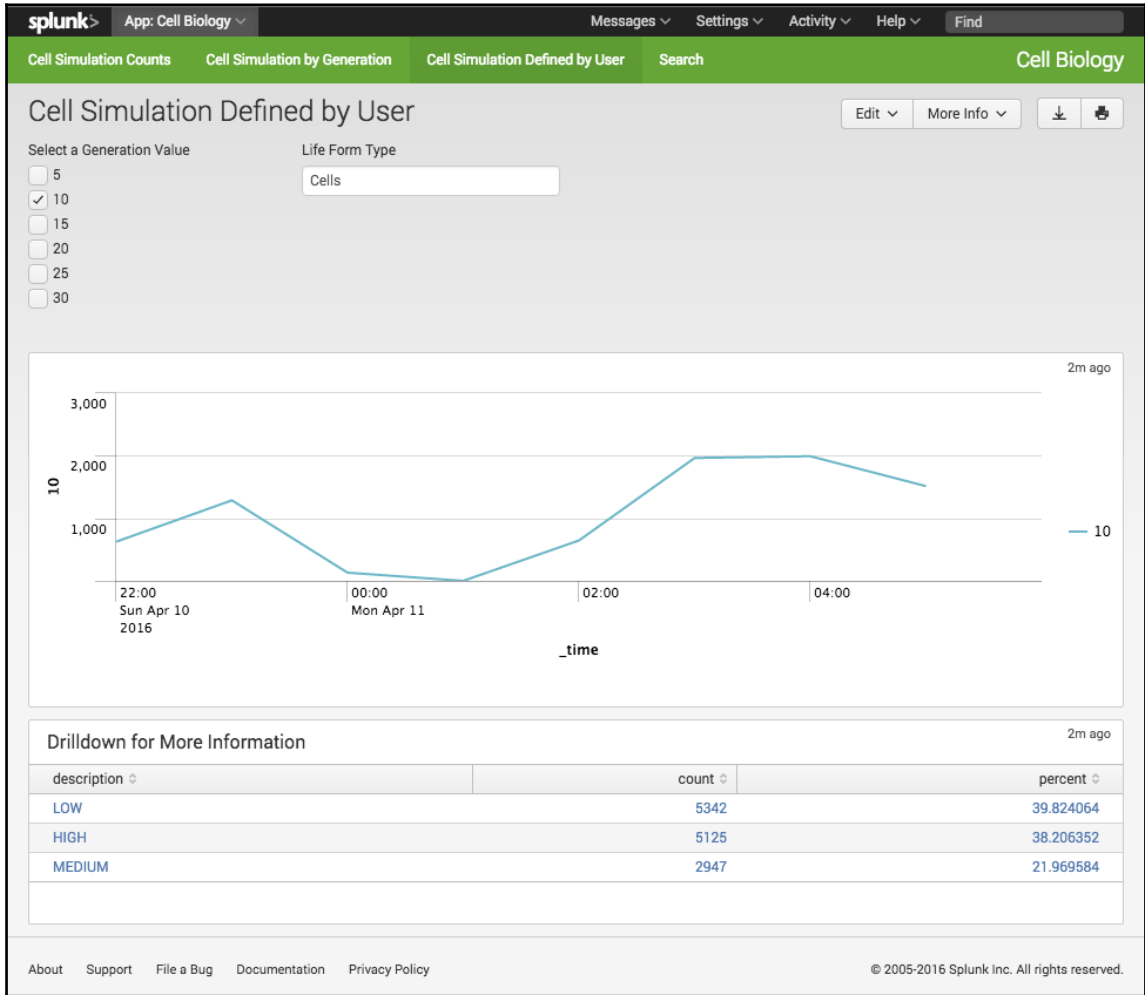 splunk> App: Cell Biology Messages Settings Activity Help Find
Cell Simulation Counts Cell Simulation by Generation Cell Simulation Defined by User Search Cell Biology
Cell Simulation Defined by User Edit More Info
Select a Generation Value Life Form Type
5 Cells
10
15
20
25
30
2m ago
3,000
2,000
10
1,000
10
22:00 00:00 02:00 04:00
Sun Apr 10 Mon Apr 11
2016
_time
Drilldown for More Information 2m ago
description count percent
LOW 5342 39.824064
HIGH 5125 38.206352
MEDIUM 2947 21.969584
About Support File a Bug Documentation Privacy Policy © 2005-2016 Splunk Inc. All rights reserved.